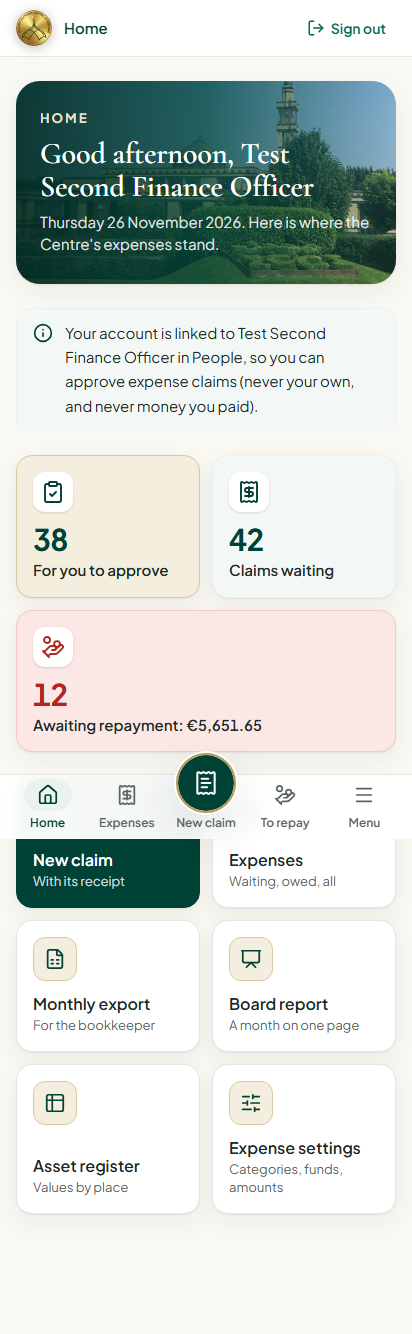 Home
Sign out
HOME
Good afternoon, Test
Second Finance Officer
Thursday 26 November 2026. Here is where the
Centre's expenses stand.
Your account is linked to Test Second
Finance Officer in People, so you can
approve expense claims (never your own,
and never money you paid).
38
For you to approve
42
Claims waiting
12
Awaiting repayment: €5,651.65
Home
Expenses
New claim
To repay
Menu
New claim
With its receipt
Expenses
Waiting, owed, all
Monthly export
For the bookkeeper
Board report
A month on one page
Asset register
Values by place
Expense settings
Categories, funds,
amounts